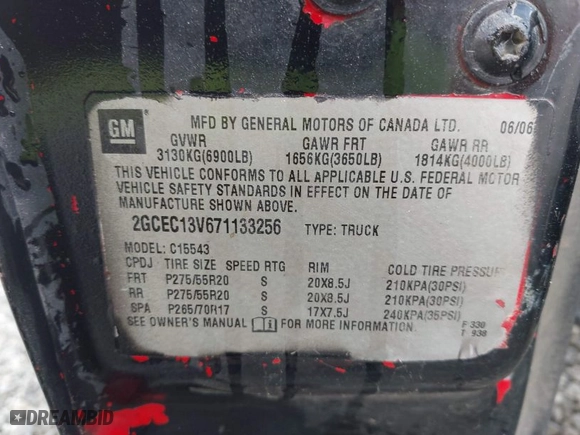 GM
MFD BY GENERAL MOTORS OF CANADA LTD. 06/06
GVWR GAWR FRT GAWR RR
3130KG(6900LB) 1656KG(3650LB) 1814KG(4000LB)
THIS VEHICLE CONFORMS TO ALL APPLICABLE U.S. FEDERAL MOTOR
VEHICLE SAFETY STANDARDS IN EFFECT ON THE DATE OF
MANUFACTURE SHOWN ABOVE.
2GCEC13V671133256 TYPE: TRUCK
MODEL: C15543
CPDJ TIRE SIZE SPEED RTG RIM COLD TIRE PRESSURE
FRT P275/55R20 S 20X8.5J 210KPA(30PSI)
RR P275/55R20 S 20X8.5J 210KPA(30PSI)
SPA P265/70R17 S 17X7.5J 240KPA(35PSI)
SEE OWNER'S MANUAL FOR MORE INFORMATION. F 330
T 938
DREAMBID